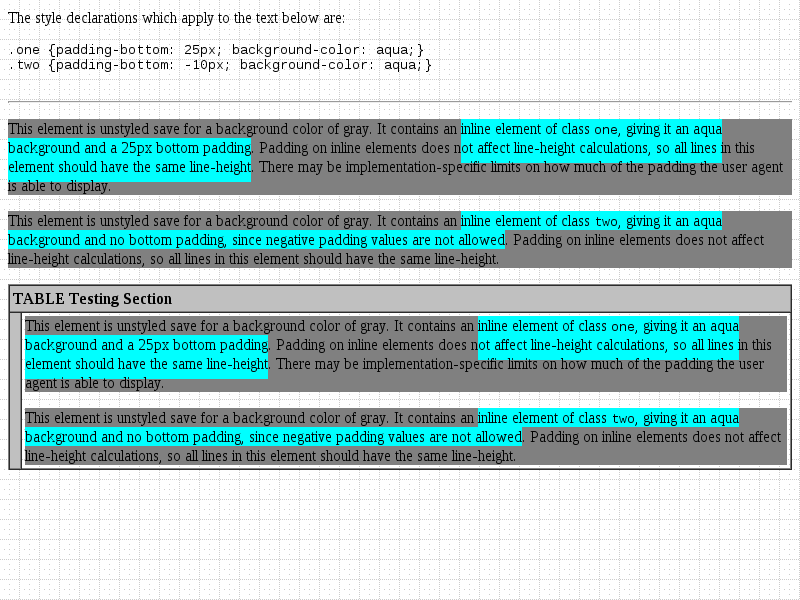 The style declarations which apply to the text below are:
.one {padding-bottom: 25px; background-color: aqua;}
.two {padding-bottom: -10px; background-color: aqua;}
This element is unstyled save for a background color of gray. It contains an inline element of class one, giving it an aqua
background and a 25px bottom padding. Padding on inline elements does not affect line-height calculations, so all lines in this
element should have the same line-height. There may be implementation-specific limits on how much of the padding the user agent
is able to display.
This element is unstyled save for a background color of gray. It contains an inline element of class two, giving it an aqua
background and no bottom padding, since negative padding values are not allowed. Padding on inline elements does not affect
line-height calculations, so all lines in this element should have the same line-height.
TABLE Testing Section
This element is unstyled save for a background color of gray. It contains an inline element of class one, giving it an aqua
background and a 25px bottom padding. Padding on inline elements does not affect line-height calculations, so all lines in this
element should have the same line-height. There may be implementation-specific limits on how much of the padding the user
agent is able to display.
This element is unstyled save for a background color of gray. It contains an inline element of class two, giving it an aqua
background and no bottom padding, since negative padding values are not allowed. Padding on inline elements does not affect
line-height calculations, so all lines in this element should have the same line-height.